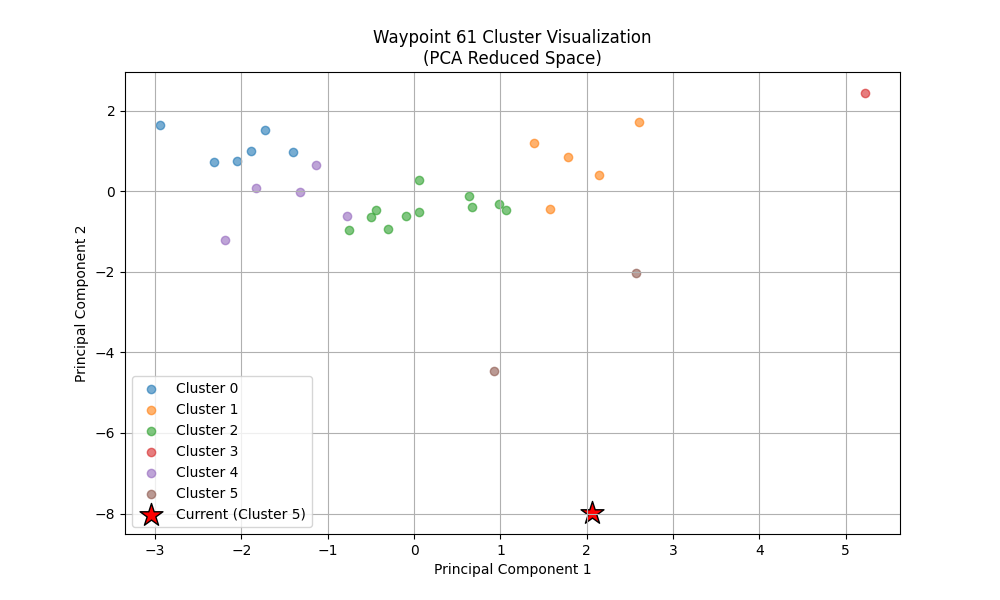 Waypoint 61 Cluster Visualization
(PCA Reduced Space)
Principal Component 2
2
0
−2
−4
−6
−8
Cluster 0
Cluster 1
Cluster 2
Cluster 3
Cluster 4
Cluster 5
Current (Cluster 5)
−3 −2 −1 0 1 2 3 4 5
Principal Component 1